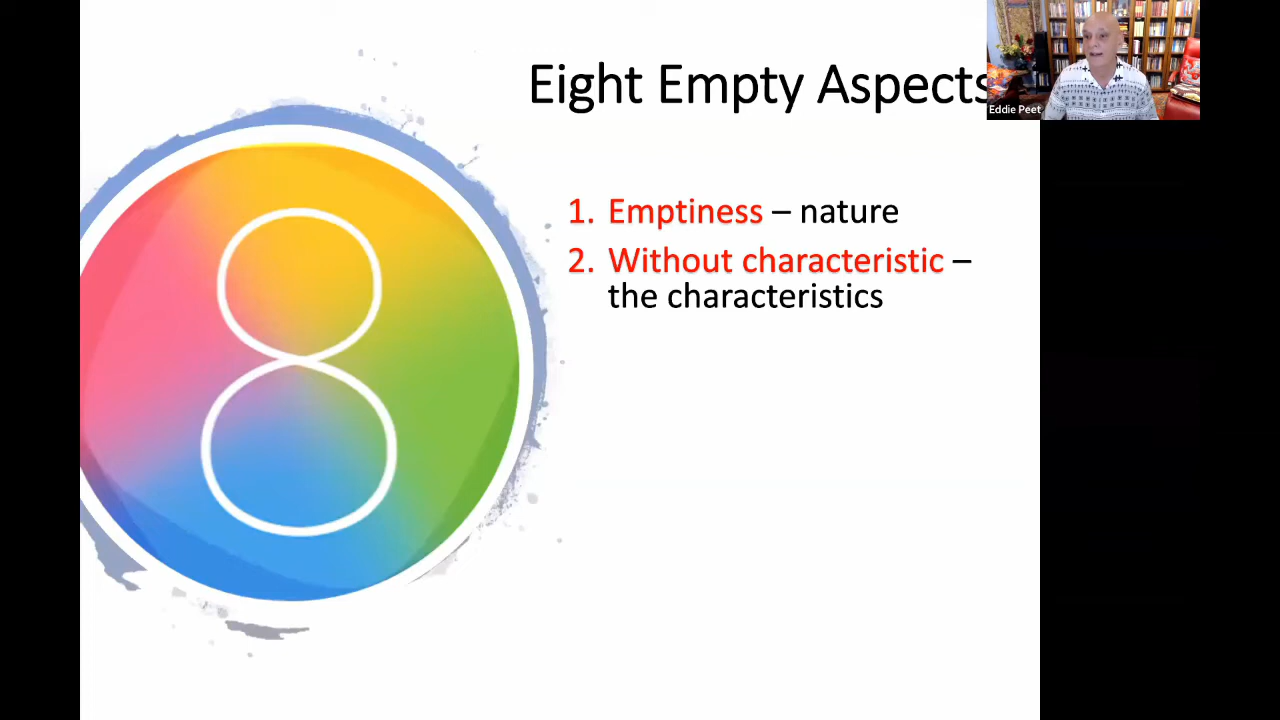 Eight Empty Aspects
Eddie Peet
1. Emptiness – nature
2. Without characteristic –
the characteristics
8